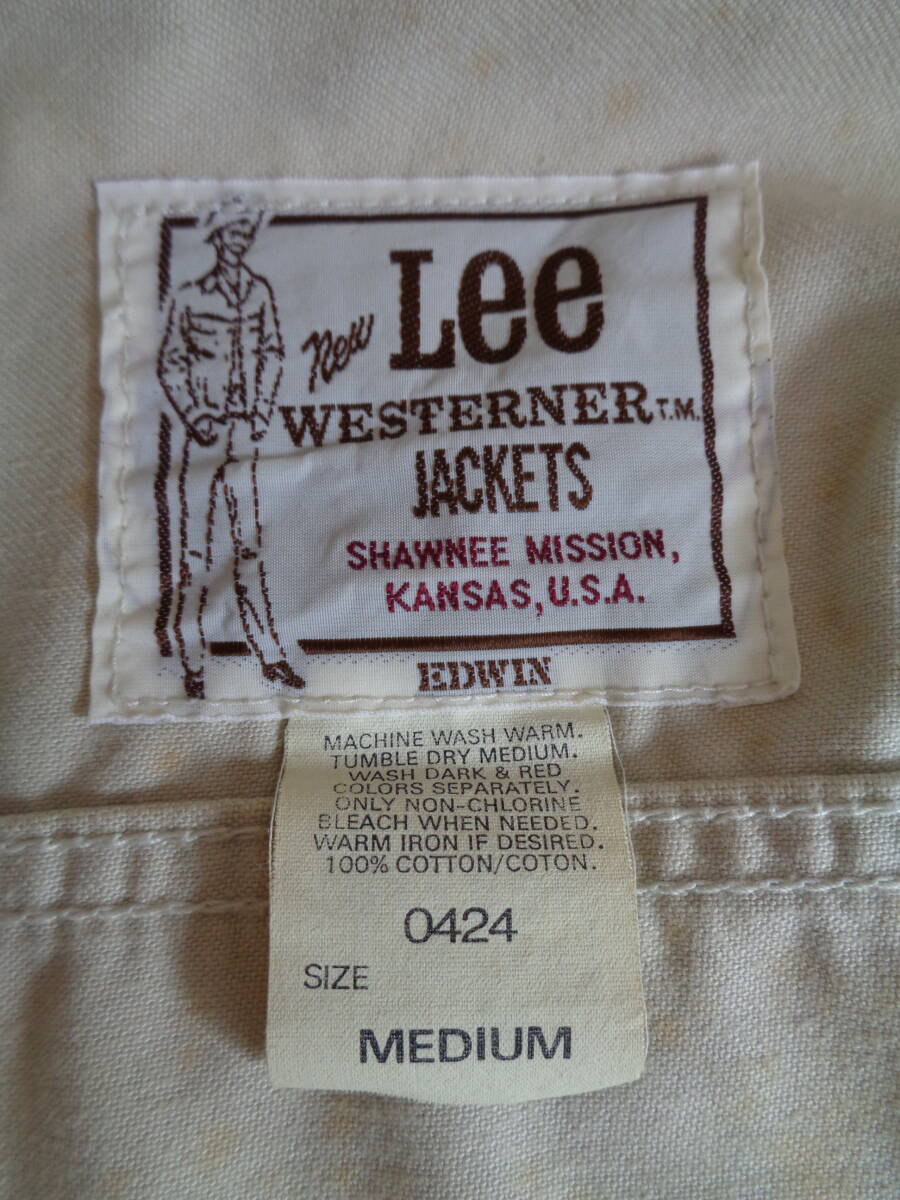 New Lee
WESTERNER T.M.
JACKETS
SHAWNEE MISSION,
KANSAS, U.S.A.
EDWIN
MACHINE WASH WARM.
TUMBLE DRY MEDIUM.
WASH DARK & RED
COLORS SEPARATELY.
ONLY NON-CHLORINE
BLEACH WHEN NEEDED.
WARM IRON IF DESIRED.
100% COTTON/COTON.
0424
SIZE
MEDIUM